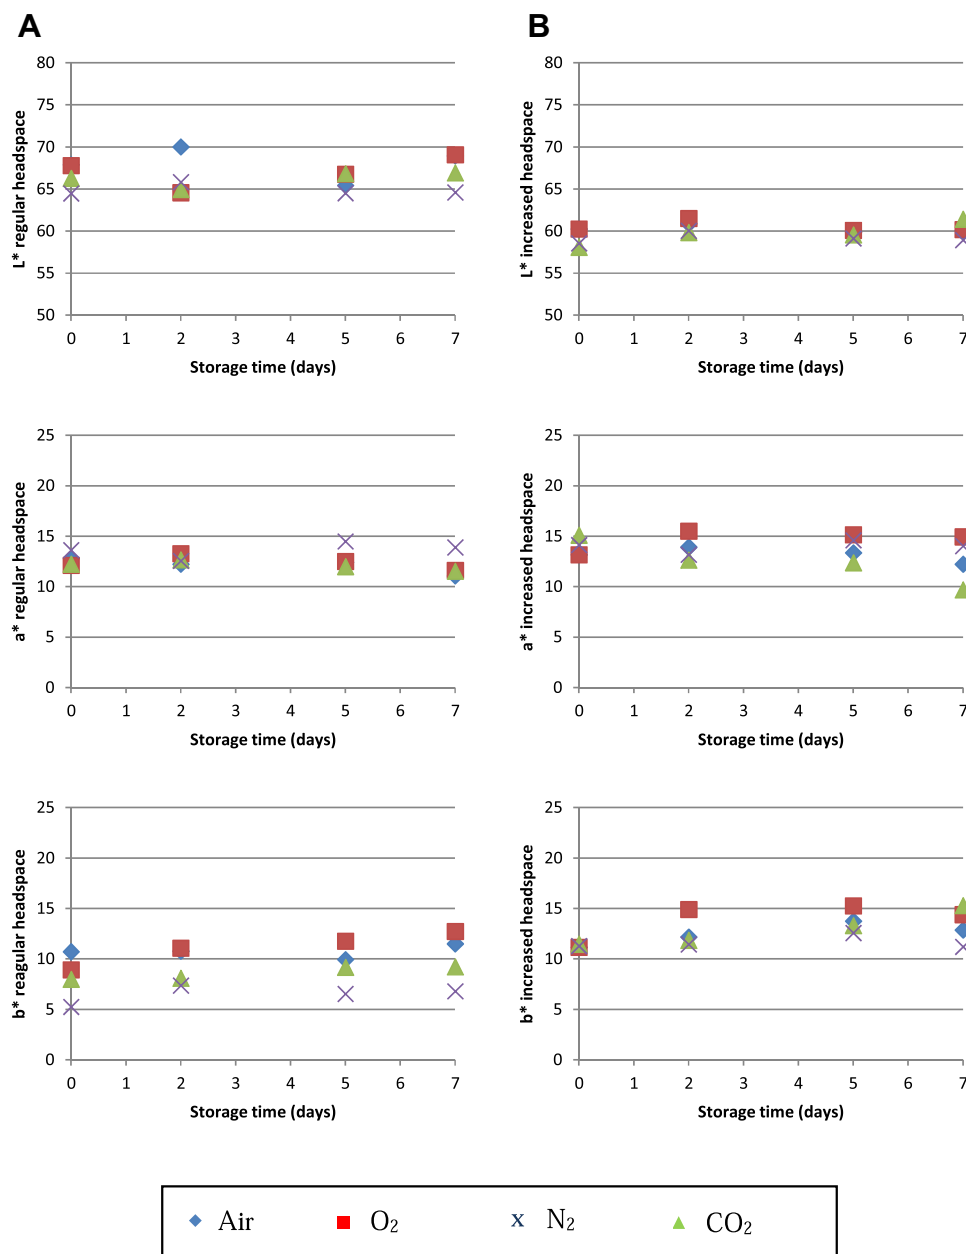 A
B
80
75
70
65
60
55
50
L* regular headspace
0 1 2 3 4 4 5 6 7
Storage time (days)
80
75
70
65
60
55
50
L* increased headspace
0 1 2 3 4 4 5 6 7
Storage time (days)
25
20
15
10
5
0
a* regular headspace
0 1 2 3 4 4 5 6 7
Storage time (days)
25
20
15
10
5
0
a* increased headspace
0 1 2 3 4 4 5 6 7
Storage time (days)
25
20
15
10
5
0
b* reagular headspace
0 1 2 3 4 4 5 6 7
Storage time (days)
25
20
15
10
5
0
b* increased headspace
0 1 2 3 4 4 5 6 7
Storage time (days)
Air O₂ x N₂ CO₂